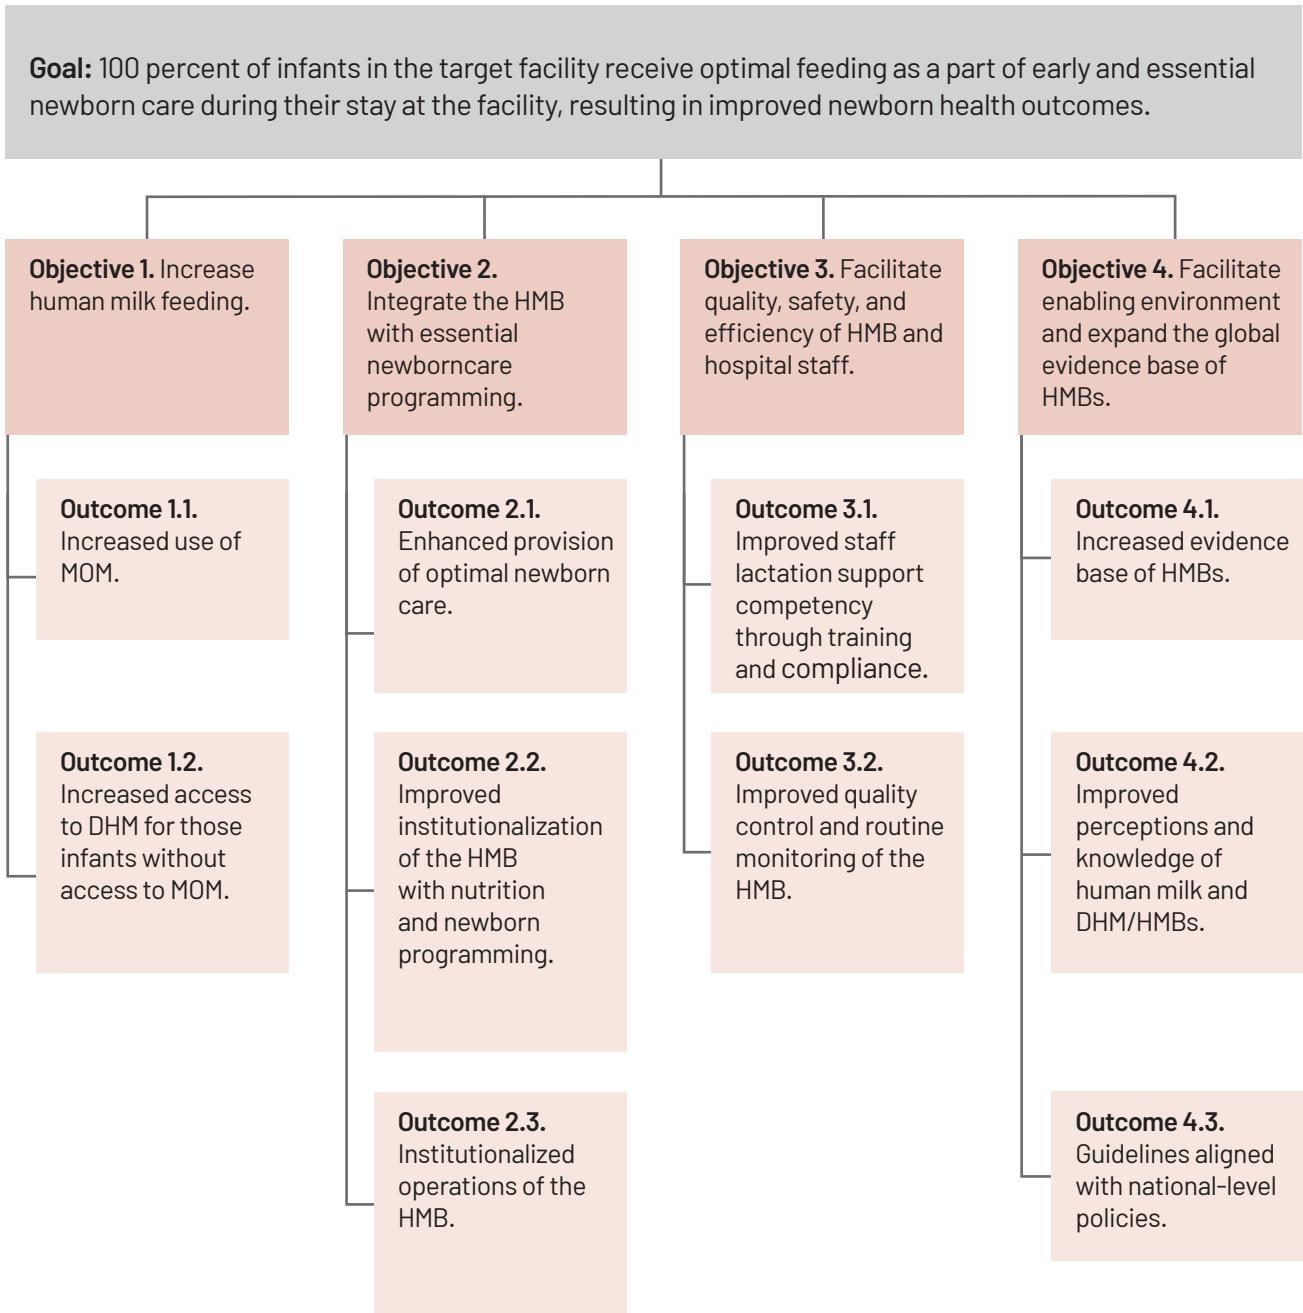 Goal: 100 percent of infants in the target facility receive optimal feeding as a part of early and essential
newborn care during their stay at the facility, resulting in improved newborn health outcomes.
Objective 1. Increase
human milk feeding.
Outcome 1.1.
Increased use of
MOM.
Outcome 1.2.
Increased access
to DHM for those
infants without
access to MOM.
Objective 2.
Integrate the HMB
with essential
newborncare
programming.
Outcome 2.1.
Enhanced provision
of optimal newborn
care.
Outcome 2.2.
Improved
institutionalization
of the HMB
with nutrition
and newborn
programming.
Outcome 2.3.
Institutionalized
operations of the
HMB.
Objective 3. Facilitate
quality, safety, and
efficiency of HMB and
hospital staff.
Outcome 3.1.
Improved staff
lactation support
competency
through training
and compliance.
Outcome 3.2.
Improved quality
control and routine
monitoring of the
HMB.
Objective 4. Facilitate
enabling environment
and expand the global
evidence base of
HMBs.
Outcome 4.1.
Increased evidence
base of HMBs.
Outcome 4.2.
Improved
perceptions and
knowledge of
human milk and
DHM/HMBs.
Outcome 4.3.
Guidelines aligned
with national-level
policies.